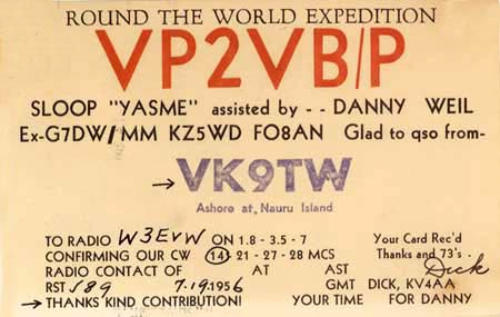 ROUND THE WORLD EXPEDITION
VP2VB/P
SLOOP "YASME" assisted by - - DANNY WEIL
Ex-G7DW/MM KZ5WD FO8AN Glad to qso from-
→ VK9TW
Ashore at, Nauru Island
TO RADIO W3EVW ON 1.8 - 3.5 - 7
CONFIRMING OUR CW 14 - 21 - 27 - 28 MCS
RADIO CONTACT OF AT AST
RST 589 7.19.1956 GMT
→ THANKS KIND CONTRIBUTION! YOUR TIME
Your Card Rec'd
Thanks and 73's -
Dick
DICK, KV4AA
FOR DANNY